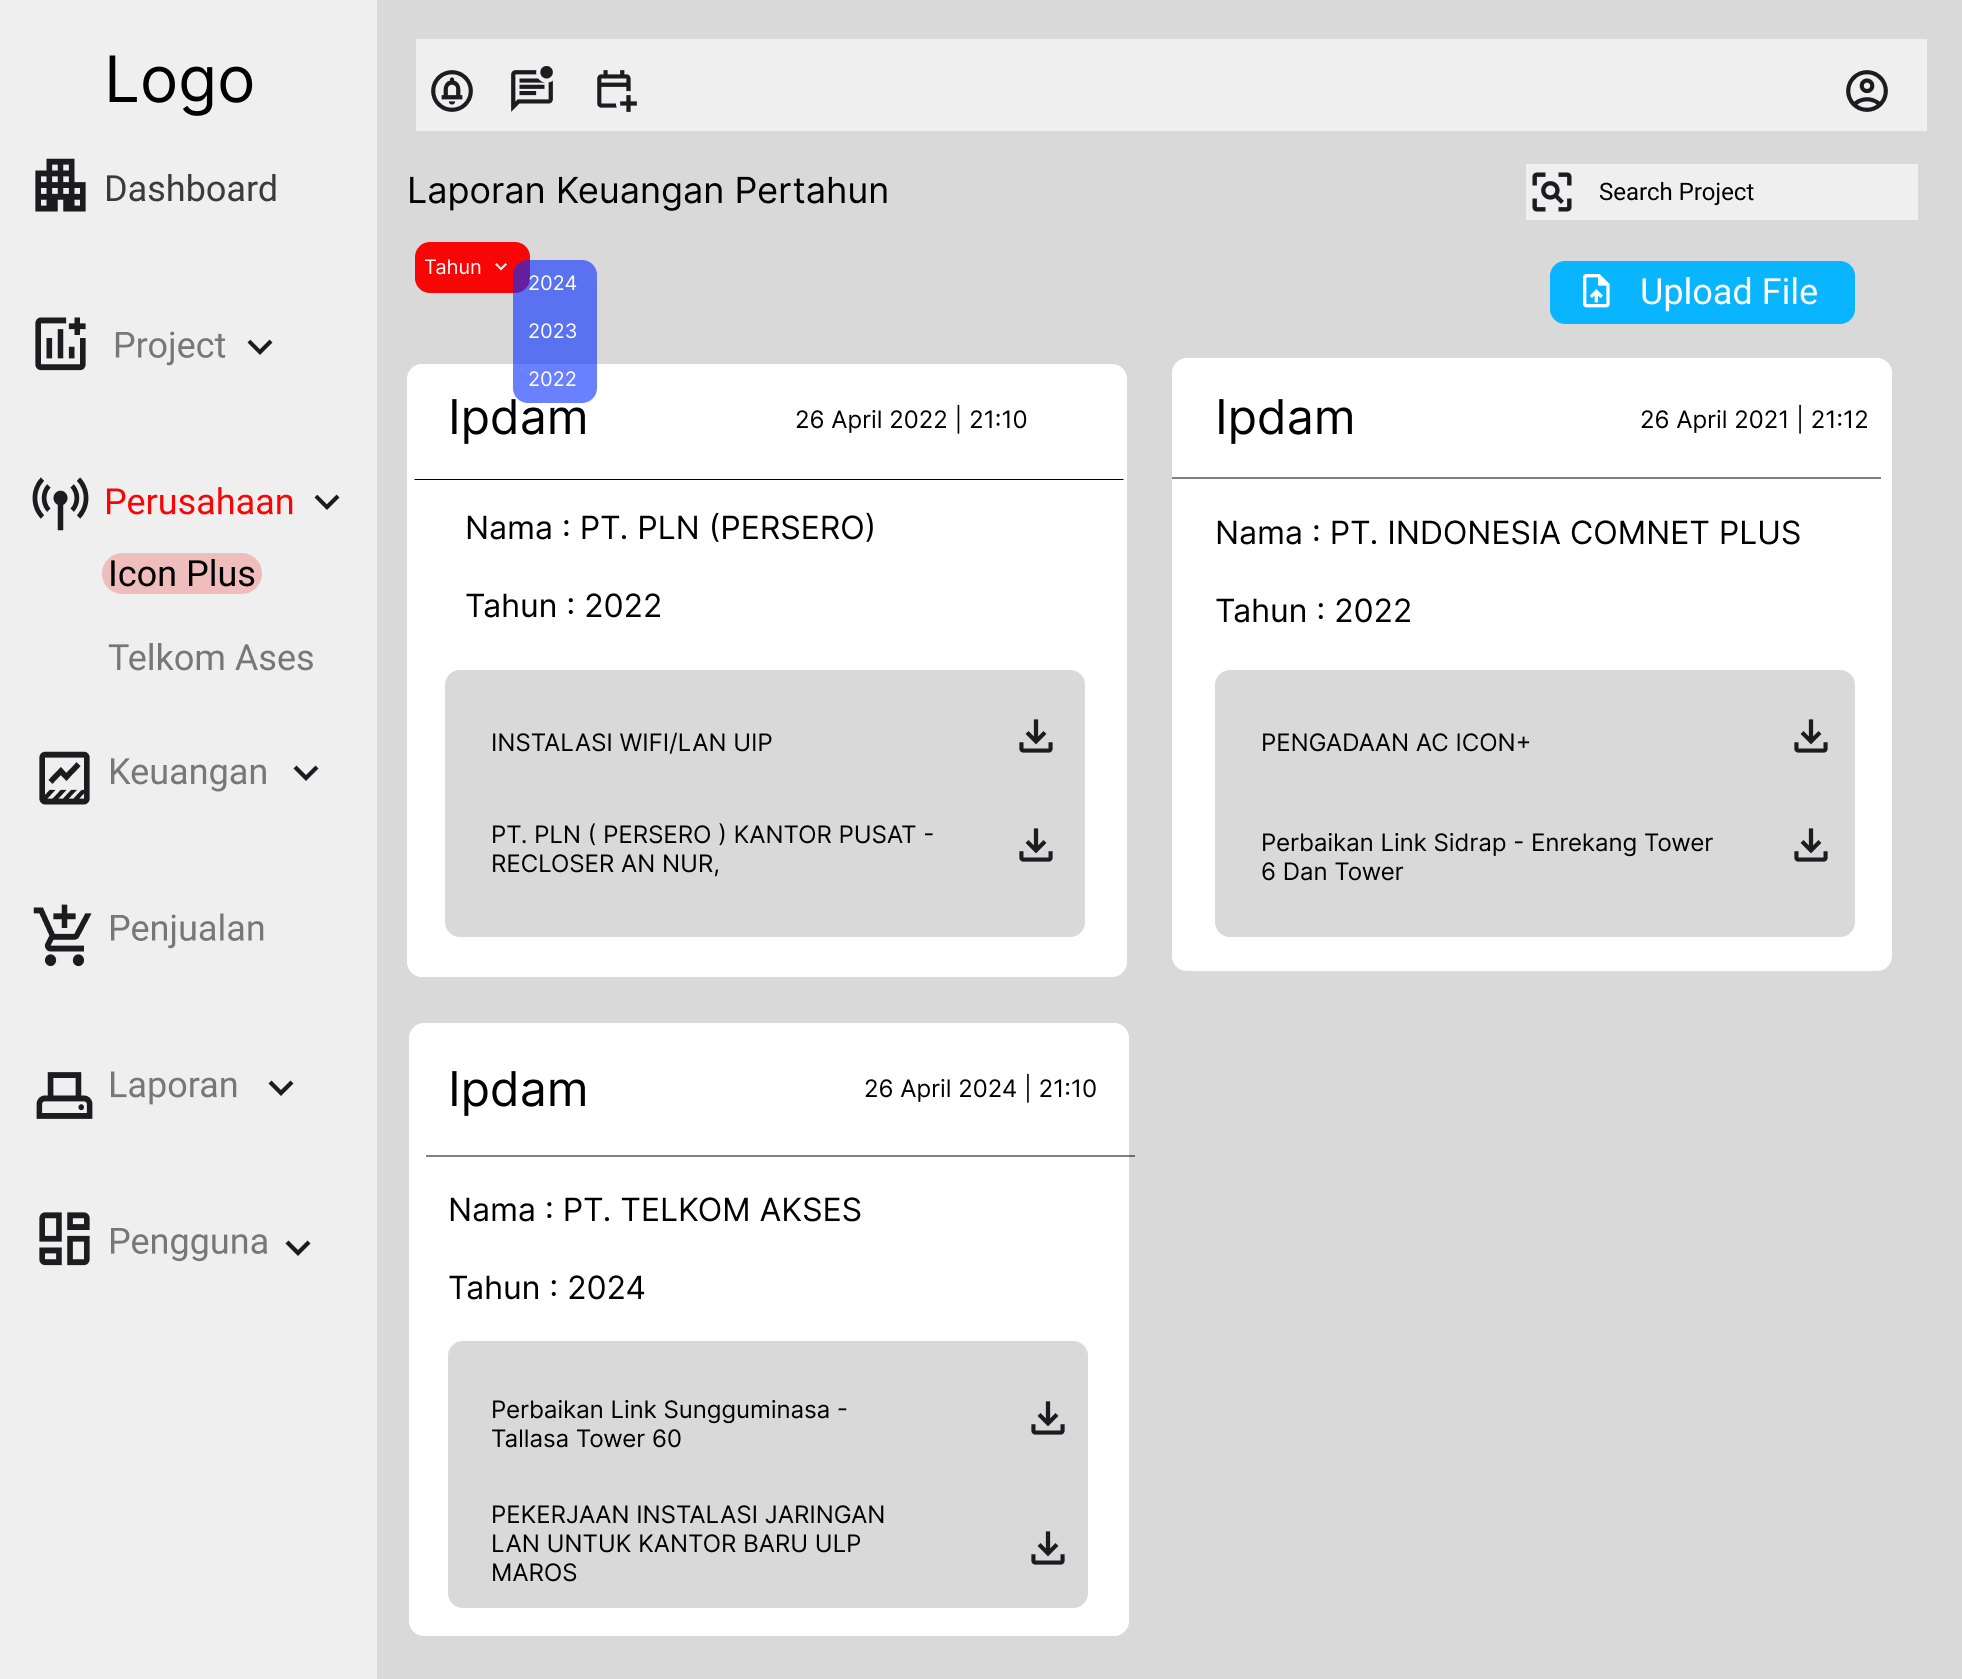 Logo
Dashboard
Project
Perusahaan
Icon Plus
Telkom Ases
Keuangan
Penjualan
Laporan
Pengguna
Laporan Keuangan Pertahun
Search Project
Tahun
2024
2023
2022
Upload File
Ipdam
26 April 2022 | 21:10
Nama : PT. PLN (PERSERO)
Tahun : 2022
INSTALASI WIFI/LAN UIP
PT. PLN ( PERSERO ) KANTOR PUSAT -
RECLOSER AN NUR,
Ipdam
26 April 2021 | 21:12
Nama : PT. INDONESIA COMNET PLUS
Tahun : 2022
PENGADAAN AC ICON+
Perbaikan Link Sidrap - Enrekang Tower
6 Dan Tower
Ipdam
26 April 2024 | 21:10
Nama : PT. TELKOM AKSES
Tahun : 2024
Perbaikan Link Sungguminasa -
Tallasa Tower 60
PEKERJAAN INSTALASI JARINGAN
LAN UNTUK KANTOR BARU ULP
MAROS